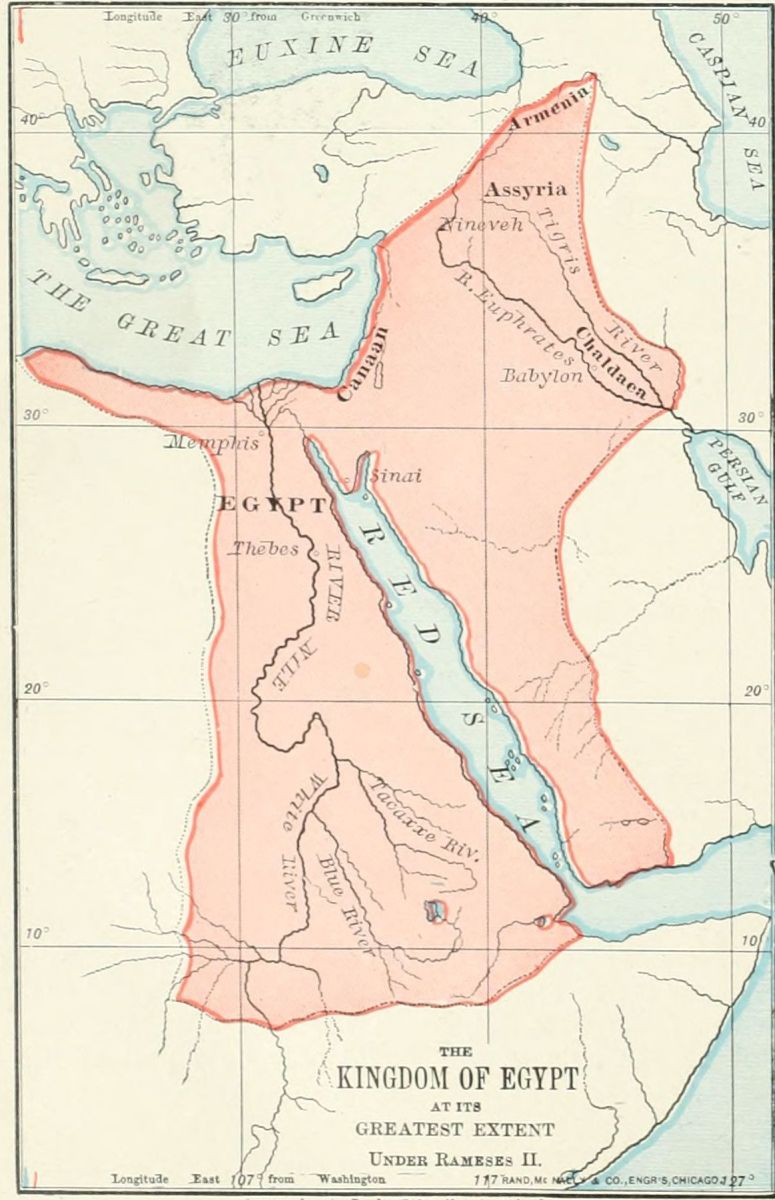 Longitude East 30° from Greenwich 40° 50°
EUXINE SEA
CASPIAN SEA
40° 40
Armenia
Assyria
Nineveh
Tigris River
R. Euphrates
THE GREAT SEA
Canaan
Chaldaea
Babylon
30° 30°
Memphis
Sinai
PERSIAN
GULF
EGYPT
Thebes
RIVER NILE
RED SEA
20° 20°
White River
Tacaxxe Riv.
Blue River
10° 10
THE
KINGDOM OF EGYPT
AT ITS
GREATEST EXTENT
UNDER RAMESES II.
Longitude East 107° from Washington 117 RAND, McNALLY & CO., ENGR'S, CHICAGO 127°